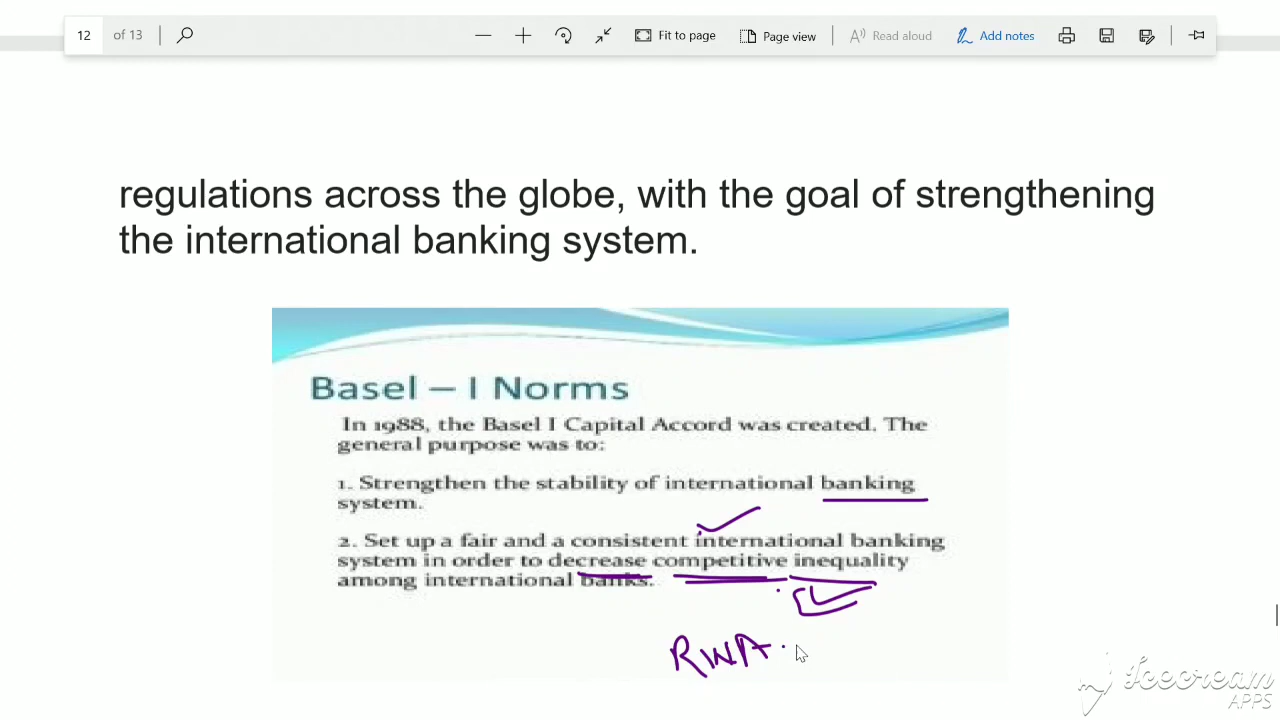 12 of 13 Fit to page Page view Read aloud Add notes
regulations across the globe, with the goal of strengthening
the international banking system.
Basel – I Norms
In 1988, the Basel I Capital Accord was created. The
general purpose was to:
1. Strengthen the stability of international banking
system.
2. Set up a fair and a consistent international banking
system in order to decrease competitive inequality
among international banks.
RWA.
Icecream
APPS